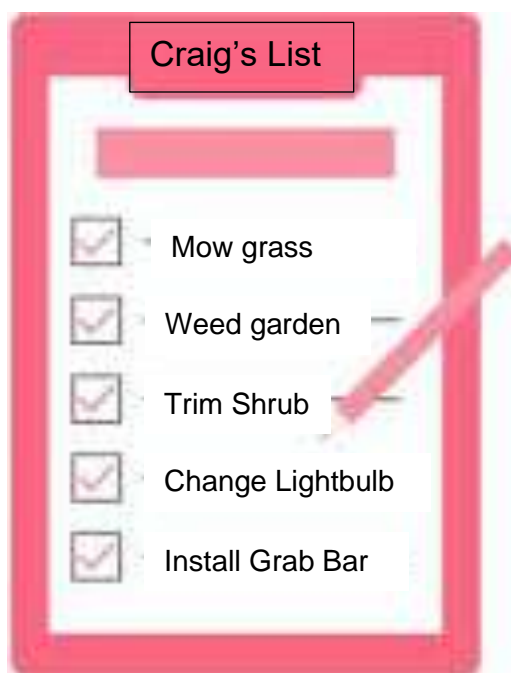 Craig’s List
Mow grass
Weed garden
Trim Shrub
Change Lightbulb
Install Grab Bar